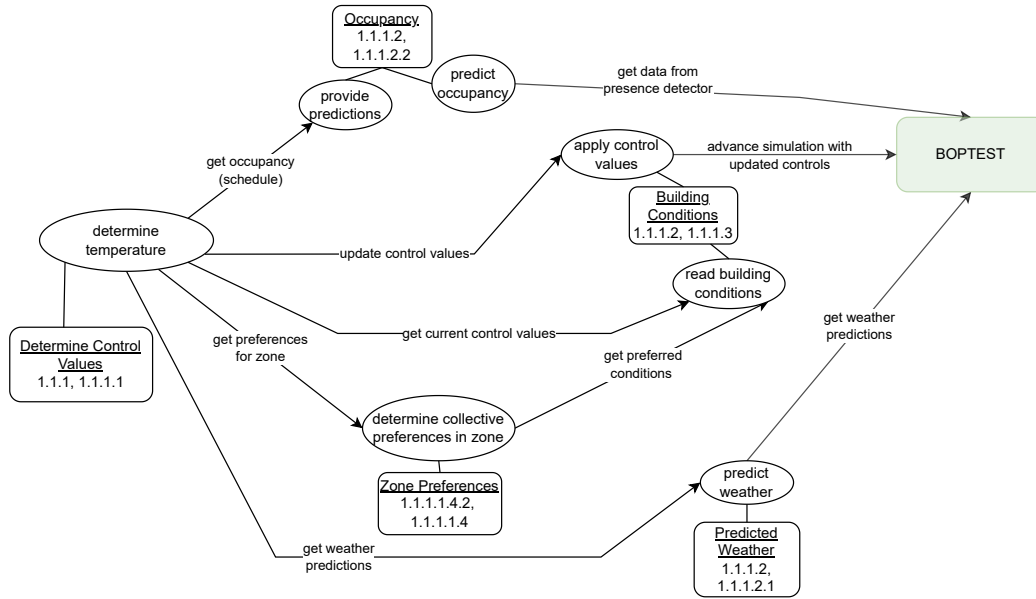 Occupancy
1.1.1.2,
1.1.1.2.2
predict
occupancy
get data from
presence detector
provide
predictions
get occupancy
(schedule)
apply control
values
advance simulation with
updated controls
BOPTEST
Building
Conditions
1.1.1.2, 1.1.1.3
determine
temperature
update control values
read building
conditions
get current control values
get preferences
for zone
get weather
predictions
Determine Control
Values
1.1.1, 1.1.1.1
get preferred
conditions
determine collective
preferences in zone
Zone Preferences
1.1.1.1.4.2,
1.1.1.1.4
predict
weather
Predicted
Weather
1.1.1.2,
1.1.1.2.1
get weather
predictions